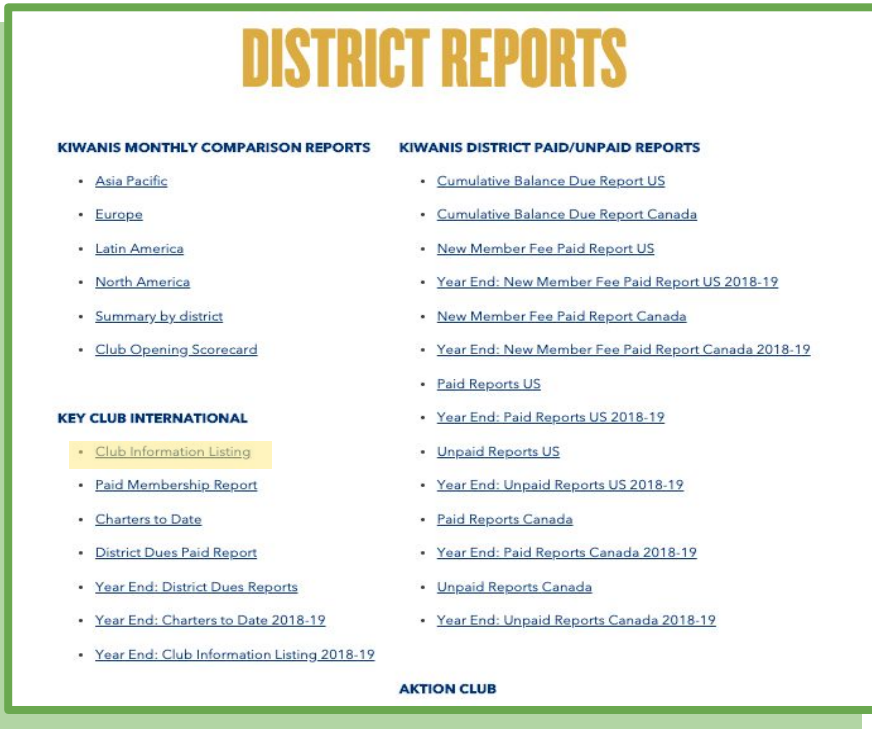 DISTRICT REPORTS
KIWANIS MONTHLY COMPARISON REPORTS
• Asia Pacific
• Europe
• Latin America
• North America
• Summary by district
• Club Opening Scorecard
KEY CLUB INTERNATIONAL
• Club Information Listing
• Paid Membership Report
• Charters to Date
• District Dues Paid Report
• Year End: District Dues Reports
• Year End: Charters to Date 2018-19
• Year End: Club Information Listing 2018-19
KIWANIS DISTRICT PAID/UNPAID REPORTS
• Cumulative Balance Due Report US
• Cumulative Balance Due Report Canada
• New Member Fee Paid Report US
• Year End: New Member Fee Paid Report US 2018-19
• New Member Fee Paid Report Canada
• Year End: New Member Fee Paid Report Canada 2018-19
• Paid Reports US
• Year End: Paid Reports US 2018-19
• Unpaid Reports US
• Year End: Unpaid Reports US 2018-19
• Paid Reports Canada
• Year End: Paid Reports Canada 2018-19
• Unpaid Reports Canada
• Year End: Unpaid Reports Canada 2018-19
AKTION CLUB